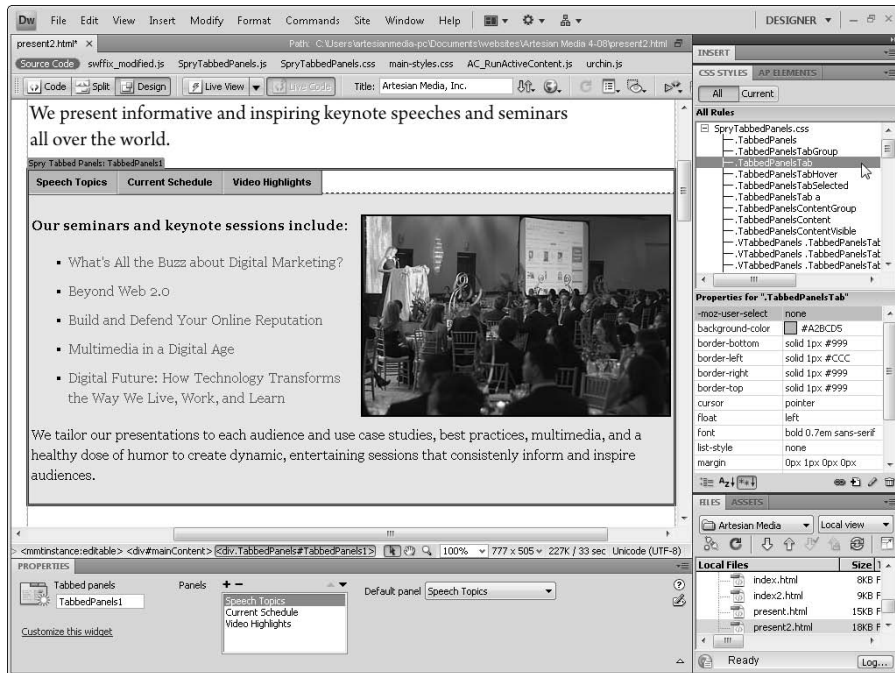 Dw File Edit View Insert Modify Format Commands Site Window Help DESIGNER
present2.html* Path: C:\Users\artesianmedia-pc\Documents\websites\Artesian Media 4-08\present2.html
Source Code swffix_modified.js SpryTabbedPanels.js SpryTabbedPanels.css main-styles.css AC_RunActiveContent.js urchin.js
Code Split Design Live View Live Code Title: Artesian Media, Inc.
We present informative and inspiring keynote speeches and seminars
all over the world.
Spry Tabbed Panels: TabbedPanels1
Speech Topics Current Schedule Video Highlights
Our seminars and keynote sessions include:
What's All the Buzz about Digital Marketing?
Beyond Web 2.0
Build and Defend Your Online Reputation
Multimedia in a Digital Age
Digital Future: How Technology Transforms
the Way We Live, Work, and Learn
We tailor our presentations to each audience and use case studies, best practices, multimedia, and a
healthy dose of humor to create dynamic, entertaining sessions that consistenly inform and inspire
audiences.
<mmtinstance:editable> <div#mainContent> <div.TabbedPanels#TabbedPanels1> 100% 777 x 505 227K / 33 sec Unicode (UTF-8)
PROPERTIES
Tabbed panels
TabbedPanels1
Customize this widget
Panels
Speech Topics
Current Schedule
Video Highlights
Default panel Speech Topics
INSERT
CSS STYLES AP ELEMENTS
All Current
All Rules
SpryTabbedPanels.css
.TabbedPanels
.TabbedPanelsTabGroup
.TabbedPanelsTab
.TabbedPanelsTabHover
.TabbedPanelsTabSelected
.TabbedPanelsTab a
.TabbedPanelsContentGroup
.TabbedPanelsContent
.TabbedPanelsContentVisible
.VTabbedPanels .TabbedPanelsTat
.VTabbedPanels .TabbedPanelsTat
.VTabbedPanels .TabbedPanelsTat
Properties for ".TabbedPanelsTab"
-moz-user-select none
background-color #A2BCD5
border-bottom solid 1px #999
border-left solid 1px #CCC
border-right solid 1px #999
border-top solid 1px #999
cursor pointer
float left
font bold 0.7em sans-serif
list-style none
margin 0px 1px 0px 0px
FILES ASSETS
Artesian Media Local view
Local Files Size
index.html 8KB F
index2.html 9KB F
present.html 15KB F
present2.html 18KB F
Ready Log...